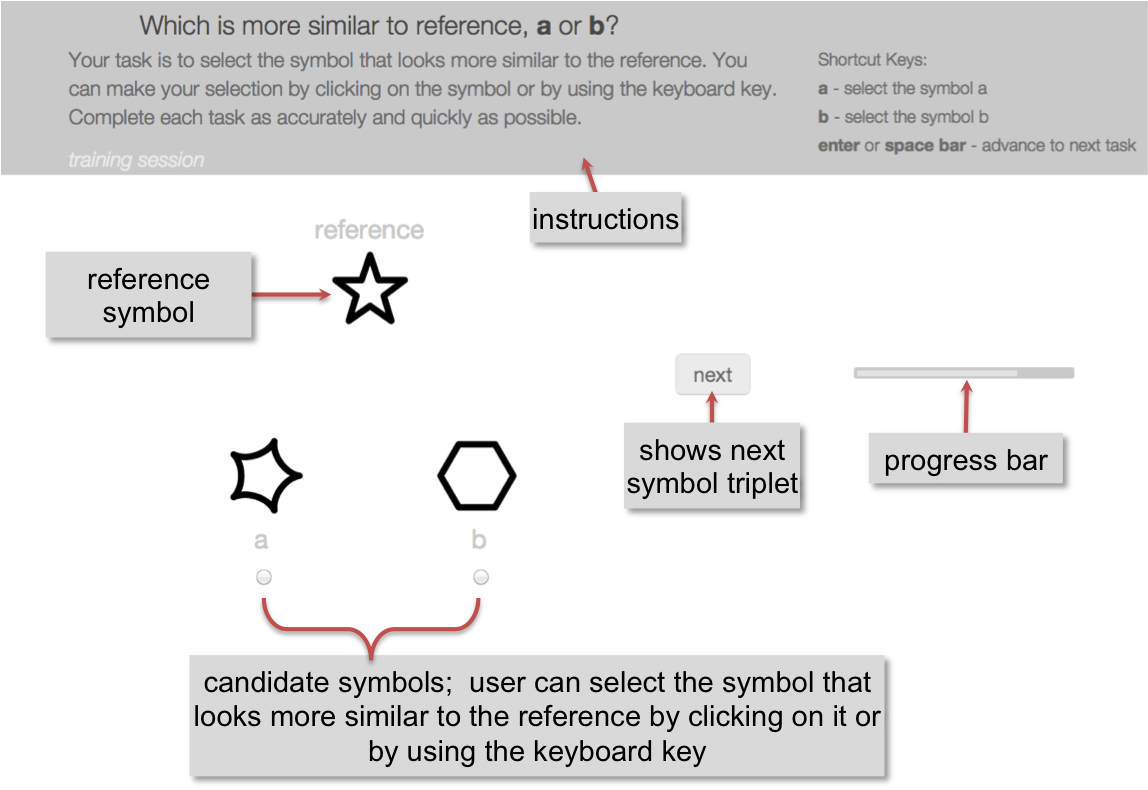 Which is more similar to reference, a or b?
Your task is to select the symbol that looks more similar to the reference. You
can make your selection by clicking on the symbol or by using the keyboard key.
Complete each task as accurately and quickly as possible.
training session
Shortcut Keys:
a - select the symbol a
b - select the symbol b
enter or space bar - advance to next task
instructions
reference
reference
symbol
next
shows next
symbol triplet
progress bar
a
b
candidate symbols;  user can select the symbol that
looks more similar to the reference by clicking on it or
by using the keyboard key